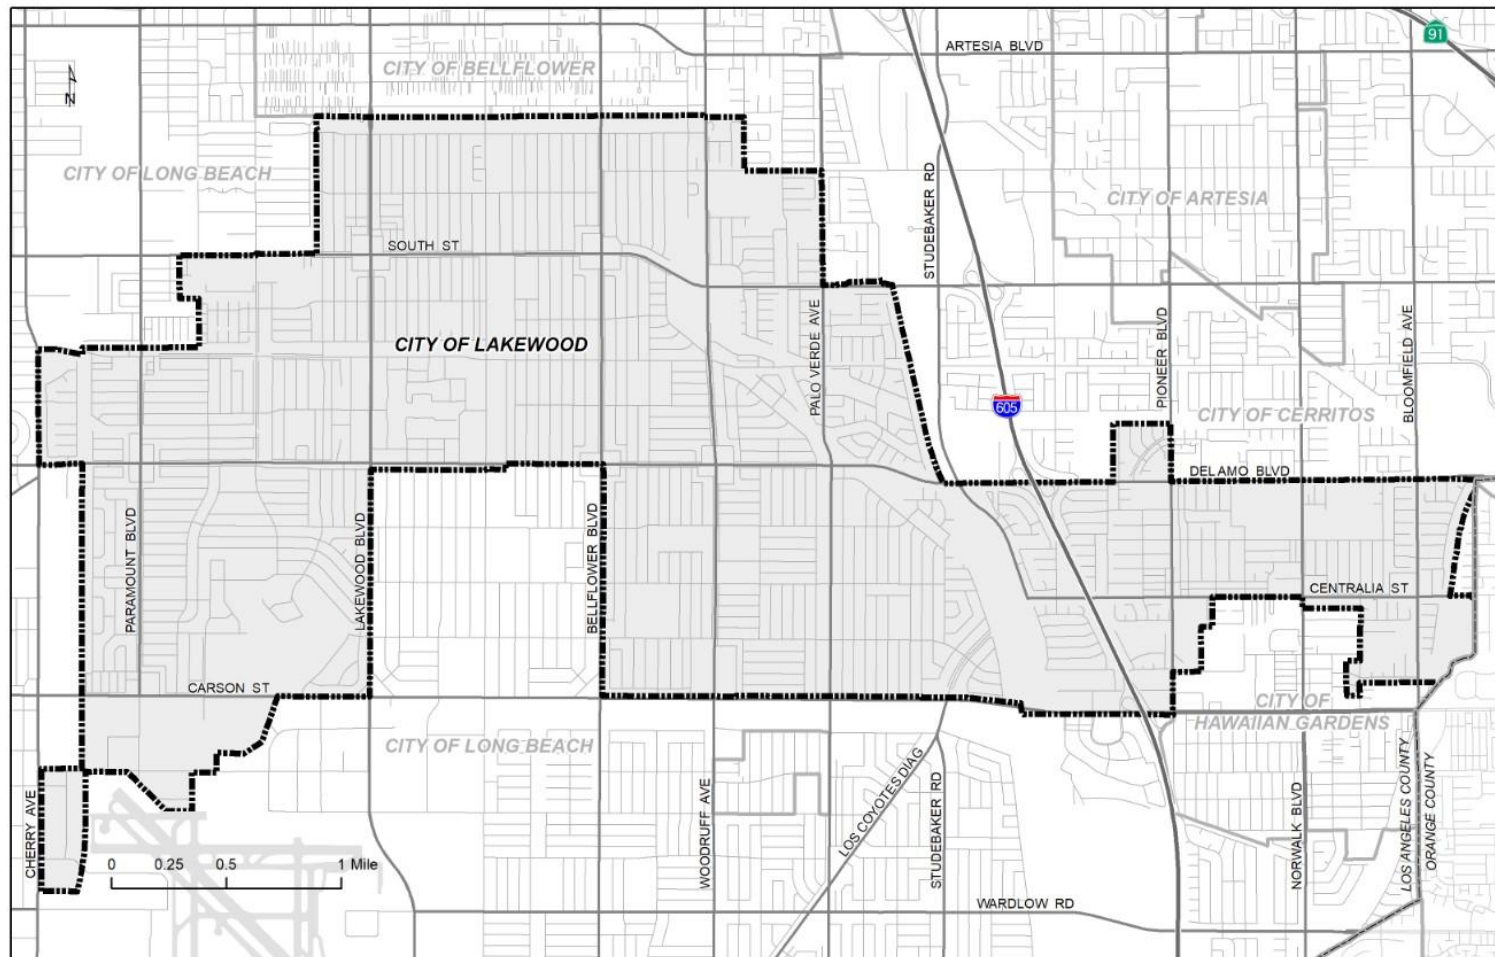 91
ARTESIA BLVD
CITY OF BELLFLOWER
N
CITY OF LONG BEACH
CITY OF ARTESIA
STUDEBAKER RD
SOUTH ST
CITY OF LAKEWOOD
PALO VERDE AVE
PIONEER BLVD
BLOOMFIELD AVE
605
CITY OF CERRITOS
DEL AMO BLVD
PARAMOUNT BLVD
LAKEWOOD BLVD
BELLFLOWER BLVD
CENTRALIA ST
CARSON ST
CITY OF
HAWAIIAN GARDENS
CITY OF LONG BEACH
CHERRY AVE
WOODRUFF AVE
LOS COYOTES DIAG
STUDEBAKER RD
NORWALK BLVD
LOS ANGELES COUNTY
ORANGE COUNTY
0 0.25 0.5 1 Mile
WARDLOW RD